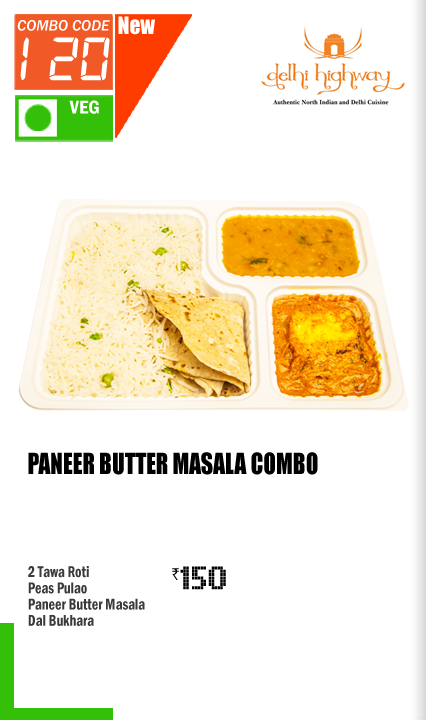 COMBO CODE
120
New
VEG
delhi highway
Authentic North Indian and Delhi Cuisine
PANEER BUTTER MASALA COMBO
2 Tawa Roti
Peas Pulao
Paneer Butter Masala
Dal Bukhara
₹150